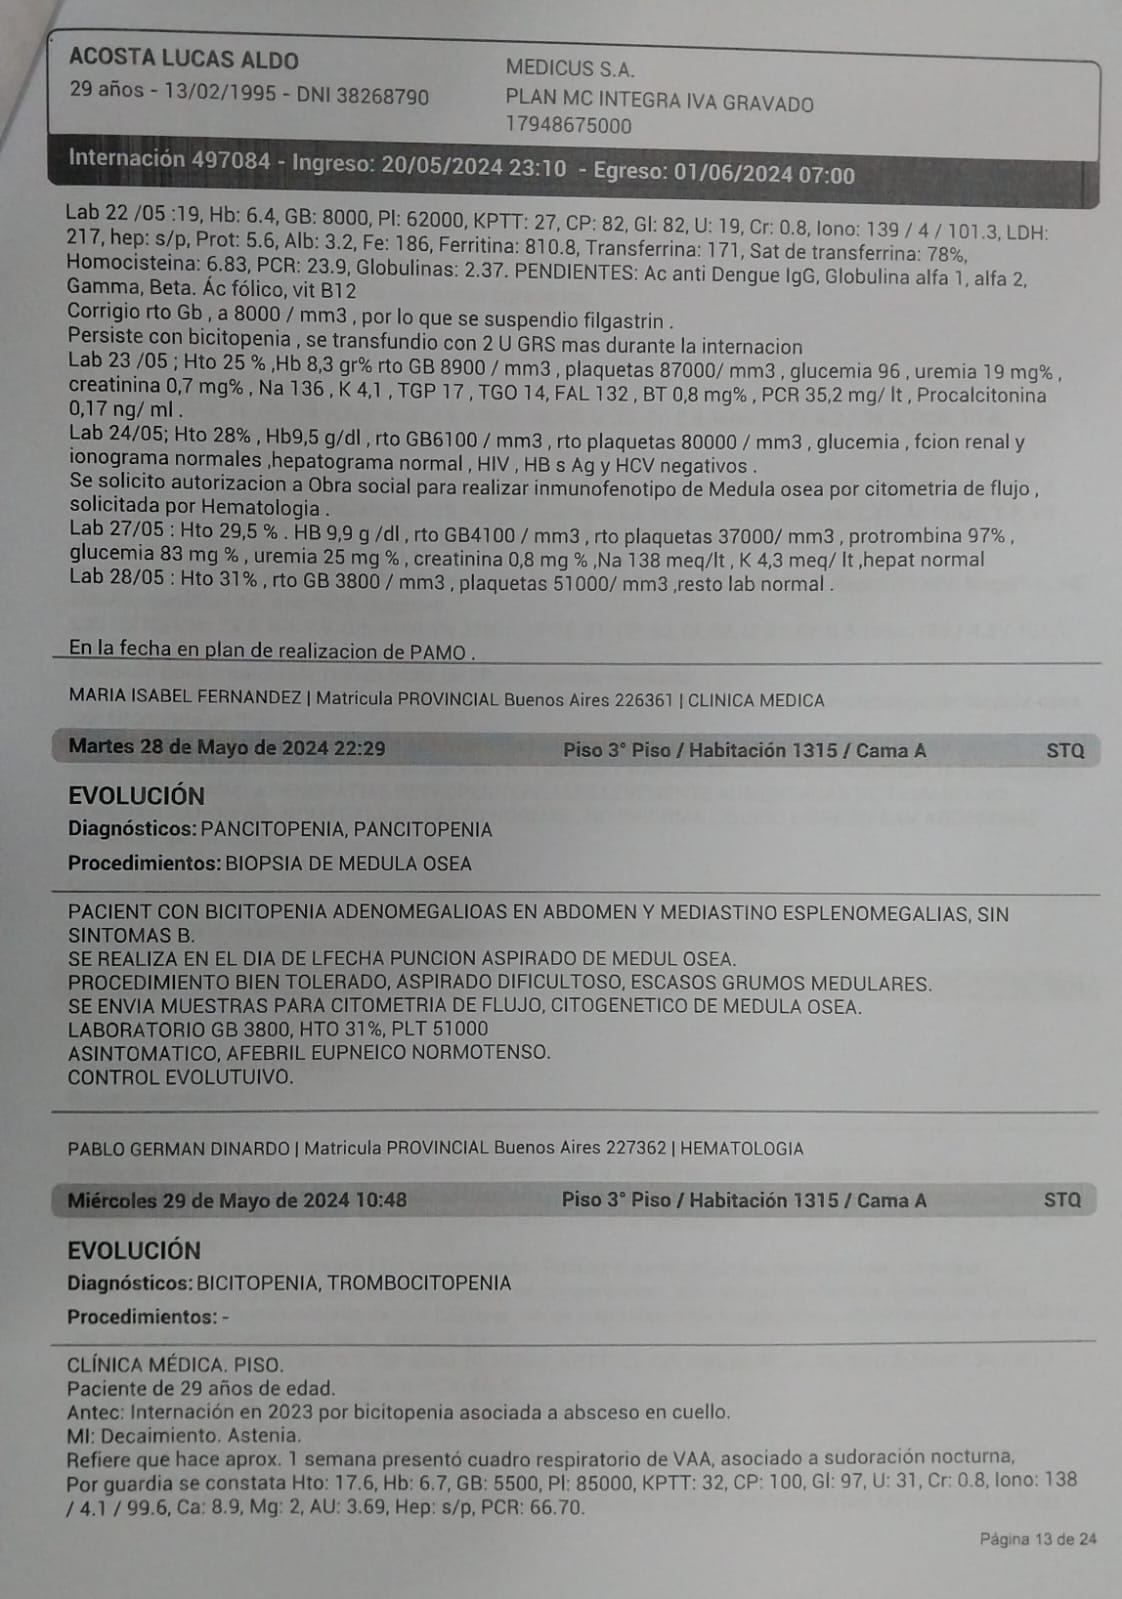 ACOSTA LUCAS ALDO
29 años - 13/02/1995 - DNI 38268790
MEDICUS S.A.
PLAN MC INTEGRA IVA GRAVADO
17948675000
Internación 497084 - Ingreso: 20/05/2024 23:10 - Egreso: 01/06/2024 07:00
Lab 22 /05 :19, Hb: 6.4, GB: 8000, Pl: 62000, KPTT: 27, CP: 82, Gl: 82, U: 19, Cr: 0.8, Iono: 139 / 4 / 101.3, LDH:
217, hep: s/p, Prot: 5.6, Alb: 3.2, Fe: 186, Ferritina: 810.8, Transferrina: 171, Sat de transferrina: 78%,
Homocisteina: 6.83, PCR: 23.9, Globulinas: 2.37. PENDIENTES: Ac anti Dengue IgG, Globulina alfa 1, alfa 2,
Gamma, Beta. Ác fólico, vit B12
Corrigio rto Gb , a 8000 / mm3 , por lo que se suspendio filgastrin .
Persiste con bicitopenia , se transfundio con 2 U GRS mas durante la internacion
Lab 23 /05 ; Hto 25 % ,Hb 8,3 gr% rto GB 8900 / mm3 , plaquetas 87000/ mm3 , glucemia 96 , uremia 19 mg% ,
creatinina 0,7 mg% , Na 136 , K 4,1 , TGP 17 , TGO 14, FAL 132 , BT 0,8 mg% , PCR 35,2 mg/ lt , Procalcitonina
0,17 ng/ ml .
Lab 24/05; Hto 28% , Hb9,5 g/dl , rto GB6100 / mm3 , rto plaquetas 80000 / mm3 , glucemia , fcion renal y
ionograma normales ,hepatograma normal , HIV , HB s Ag y HCV negativos .
Se solicito autorizacion a Obra social para realizar inmunofenotipo de Medula osea por citometria de flujo ,
solicitada por Hematologia .
Lab 27/05 : Hto 29,5 % . HB 9,9 g /dl , rto GB4100 / mm3 , rto plaquetas 37000/ mm3 , protrombina 97% ,
glucemia 83 mg % , uremia 25 mg % , creatinina 0,8 mg % ,Na 138 meq/lt , K 4,3 meq/ lt ,hepat normal
Lab 28/05 : Hto 31% , rto GB 3800 / mm3 , plaquetas 51000/ mm3 ,resto lab normal .
En la fecha en plan de realizacion de PAMO .
MARIA ISABEL FERNANDEZ | Matricula PROVINCIAL Buenos Aires 226361 | CLINICA MEDICA
Martes 28 de Mayo de 2024 22:29 Piso 3° Piso / Habitación 1315 / Cama A STQ
EVOLUCIÓN
Diagnósticos: PANCITOPENIA, PANCITOPENIA
Procedimientos: BIOPSIA DE MEDULA OSEA
PACIENT CON BICITOPENIA ADENOMEGALIOAS EN ABDOMEN Y MEDIASTINO ESPLENOMEGALIAS, SIN
SINTOMAS B.
SE REALIZA EN EL DIA DE LFECHA PUNCION ASPIRADO DE MEDUL OSEA.
PROCEDIMIENTO BIEN TOLERADO, ASPIRADO DIFICULTOSO, ESCASOS GRUMOS MEDULARES.
SE ENVIA MUESTRAS PARA CITOMETRIA DE FLUJO, CITOGENETICO DE MEDULA OSEA.
LABORATORIO GB 3800, HTO 31%, PLT 51000
ASINTOMATICO, AFEBRIL EUPNEICO NORMOTENSO.
CONTROL EVOLUTUIVO.
PABLO GERMAN DINARDO | Matricula PROVINCIAL Buenos Aires 227362 | HEMATOLOGIA
Miércoles 29 de Mayo de 2024 10:48 Piso 3° Piso / Habitación 1315 / Cama A STQ
EVOLUCIÓN
Diagnósticos: BICITOPENIA, TROMBOCITOPENIA
Procedimientos: -
CLÍNICA MÉDICA. PISO.
Paciente de 29 años de edad.
Antec: Internación en 2023 por bicitopenia asociada a absceso en cuello.
MI: Decaimiento. Astenia.
Refiere que hace aprox. 1 semana presentó cuadro respiratorio de VAA, asociado a sudoración nocturna,
Por guardia se constata Hto: 17.6, Hb: 6.7, GB: 5500, Pl: 85000, KPTT: 32, CP: 100, Gl: 97, U: 31, Cr: 0.8, Iono: 138
/ 4.1 / 99.6, Ca: 8.9, Mg: 2, AU: 3.69, Hep: s/p, PCR: 66.70.
Página 13 de 24